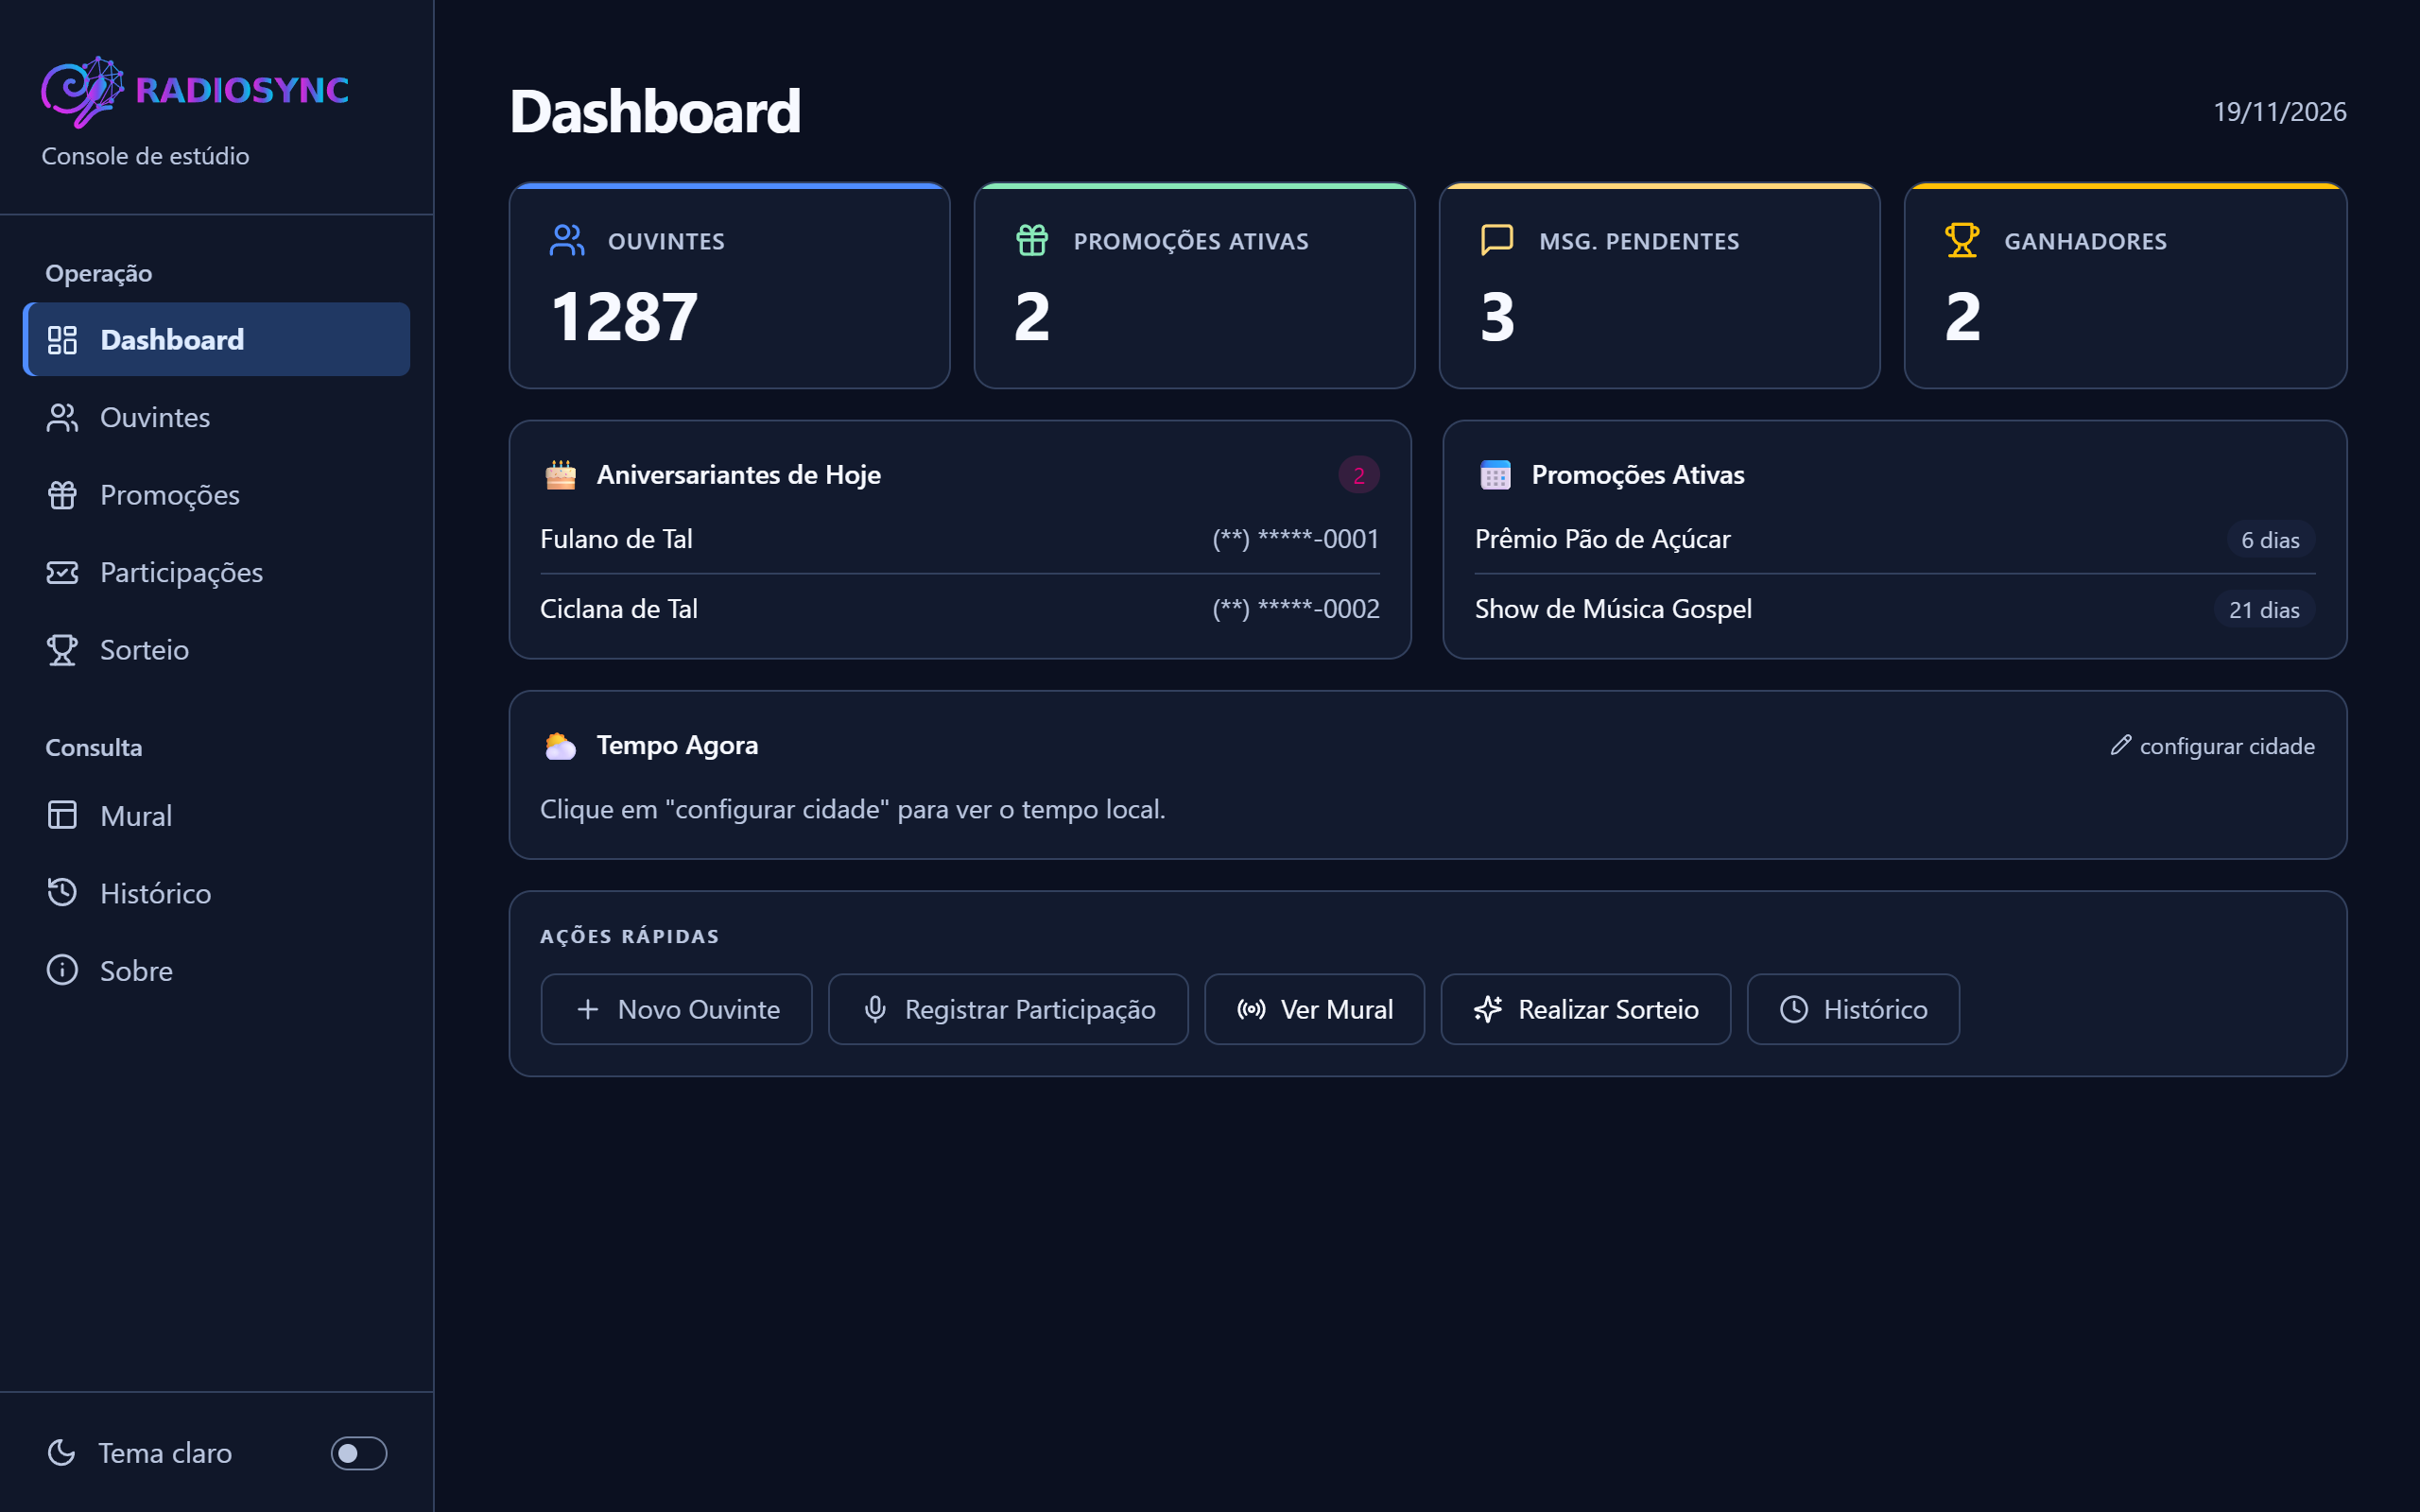 RADIOSYNC
Console de estúdio
Operação
Dashboard
Ouvintes
Promoções
Participações
Sorteio
Consulta
Mural
Histórico
Sobre
Tema claro
Dashboard
19/11/2026
OUVINTES
1287
PROMOÇÕES ATIVAS
2
MSG. PENDENTES
3
GANHADORES
2
Aniversariantes de Hoje
2
Fulano de Tal
(**) *****-0001
Ciclana de Tal
(**) *****-0002
Promoções Ativas
Prêmio Pão de Açúcar
6 dias
Show de Música Gospel
21 dias
Tempo Agora
configurar cidade
Clique em "configurar cidade" para ver o tempo local.
AÇÕES RÁPIDAS
Novo Ouvinte
Registrar Participação
Ver Mural
Realizar Sorteio
Histórico